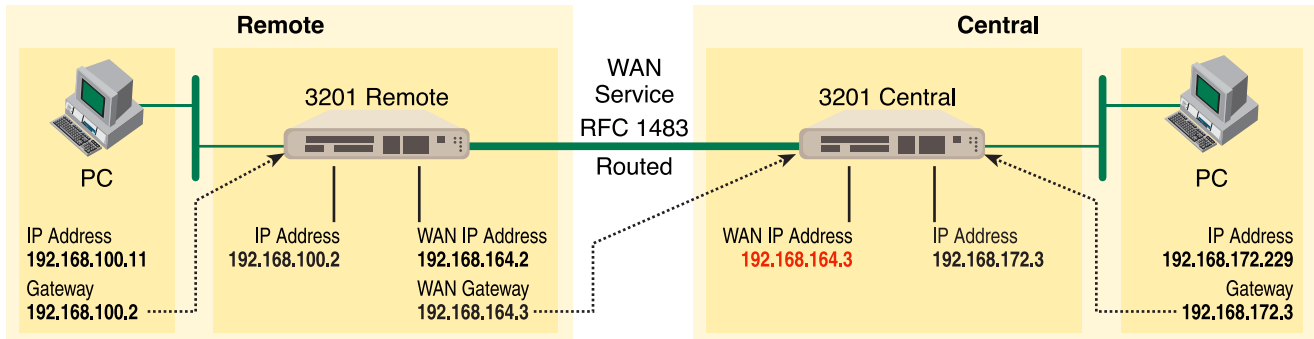 Remote
Central
PC
3201 Remote
WAN
Service
RFC 1483
Routed
3201 Central
PC
IP Address
192.168.100.11
Gateway
192.168.100.2
IP Address
192.168.100.2
WAN IP Address
192.168.164.2
WAN Gateway
192.168.164.3
WAN IP Address
192.168.164.3
IP Address
192.168.172.3
IP Address
192.168.172.229
Gateway
192.168.172.3